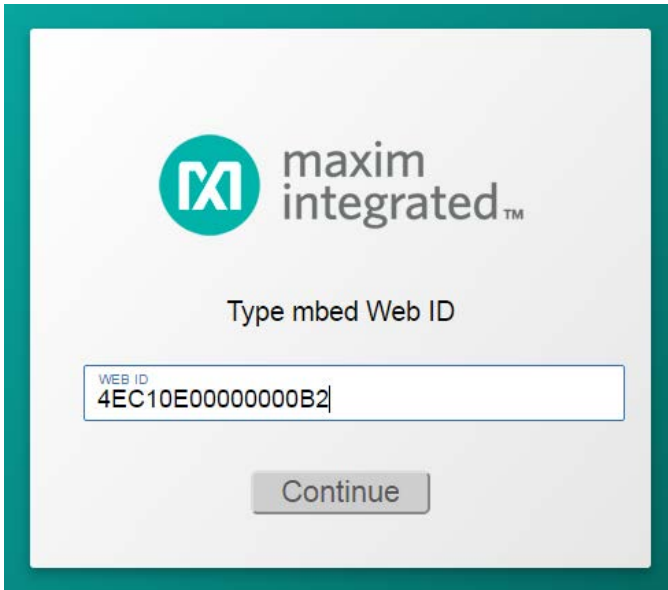 maxim
integrated™
Type mbed Web ID
WEB ID
4EC10E00000000B2
Continue